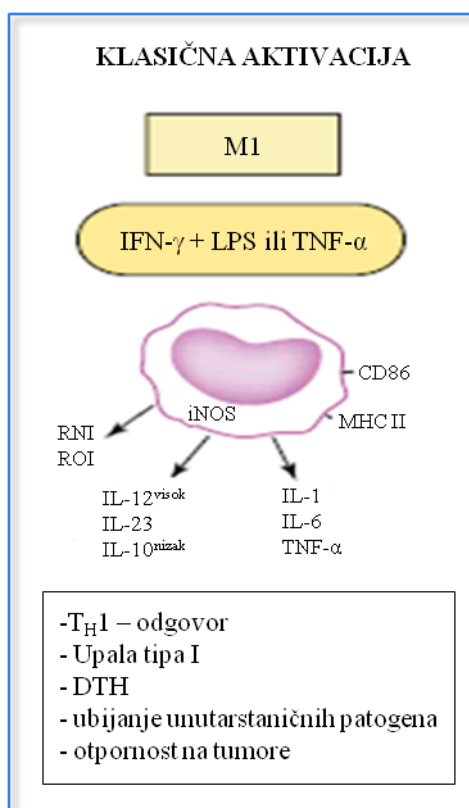 KLASIČNA AKTIVACIJA
M1
IFN-γ + LPS ili TNF-α
CD86
MHC II
iNOS
RNI
ROI
IL-12visok
IL-23
IL-10nizak
IL-1
IL-6
TNF-α
-TH1 – odgovor
- Upala tipa I
- DTH
- ubijanje unutarstaničnih patogena
- otpornost na tumore